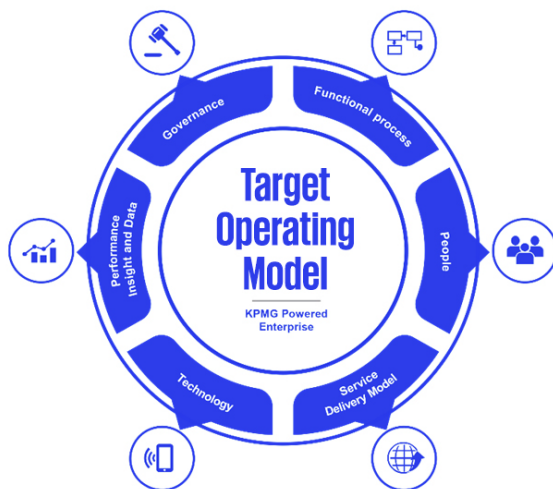 Target
Operating
Model
KPMG Powered
Enterprise
Functional process
People
Service
Delivery Model
Technology
Performance
Insight and Data
Governance